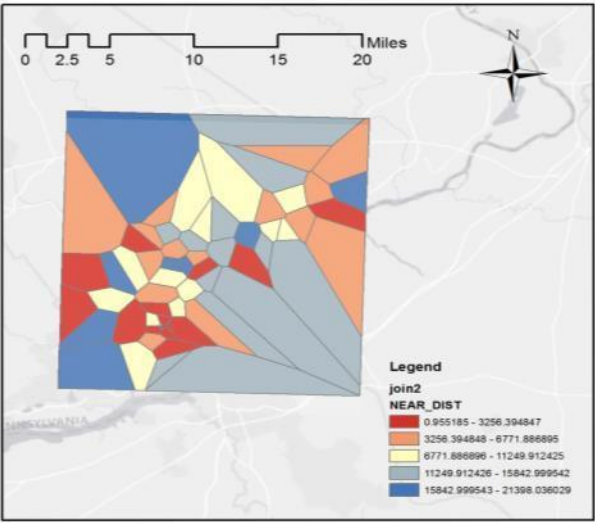 Miles
0 2.5 5 10 15 20
N
Legend
join2
NEAR_DIST
0.955185 - 3256.394847
3256.394848 - 6771.886895
6771.886896 - 11249.912425
11249.912426 - 15842.999542
15842.999543 - 21398.036029
NNSYLVANIA